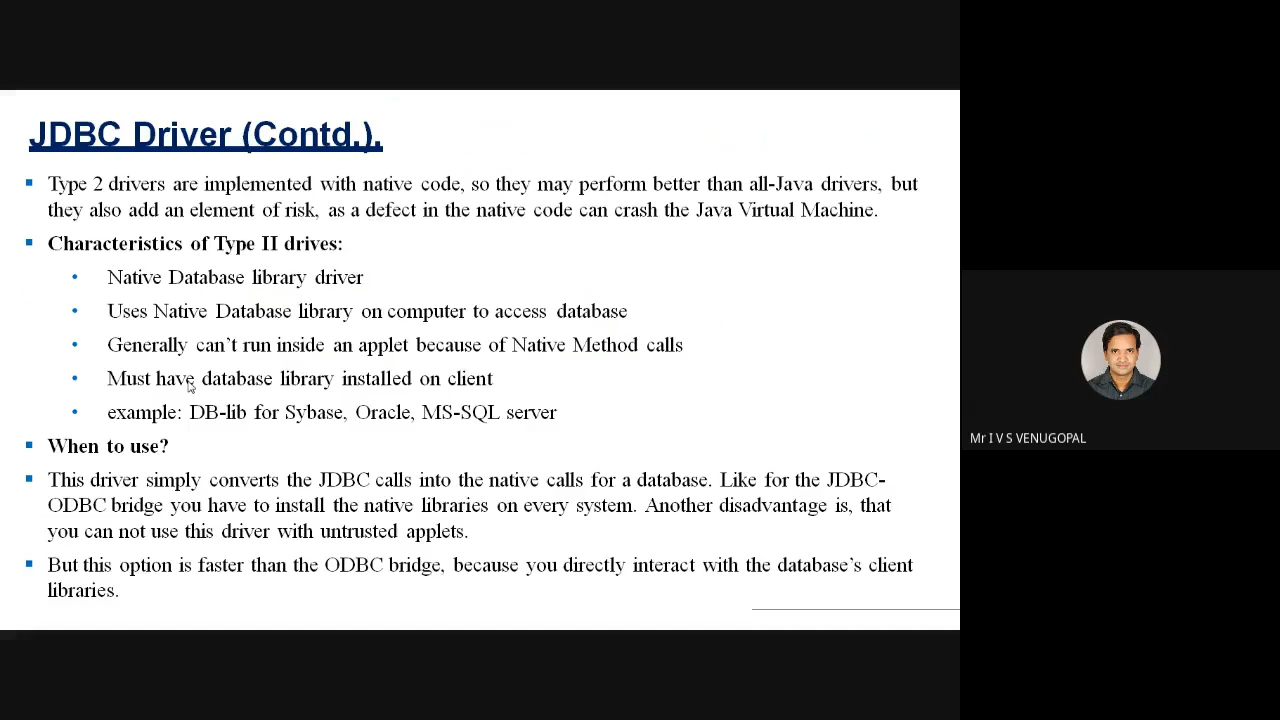 JDBC Driver (Contd.).
Type 2 drivers are implemented with native code, so they may perform better than all-Java drivers, but
they also add an element of risk, as a defect in the native code can crash the Java Virtual Machine.
Characteristics of Type II drives:
Native Database library driver
Uses Native Database library on computer to access database
Generally can’t run inside an applet because of Native Method calls
Must have database library installed on client
example: DB-lib for Sybase, Oracle, MS-SQL server
When to use?
This driver simply converts the JDBC calls into the native calls for a database. Like for the JDBC-
ODBC bridge you have to install the native libraries on every system. Another disadvantage is, that
you can not use this driver with untrusted applets.
But this option is faster than the ODBC bridge, because you directly interact with the database’s client
libraries.
Mr I V S VENUGOPAL